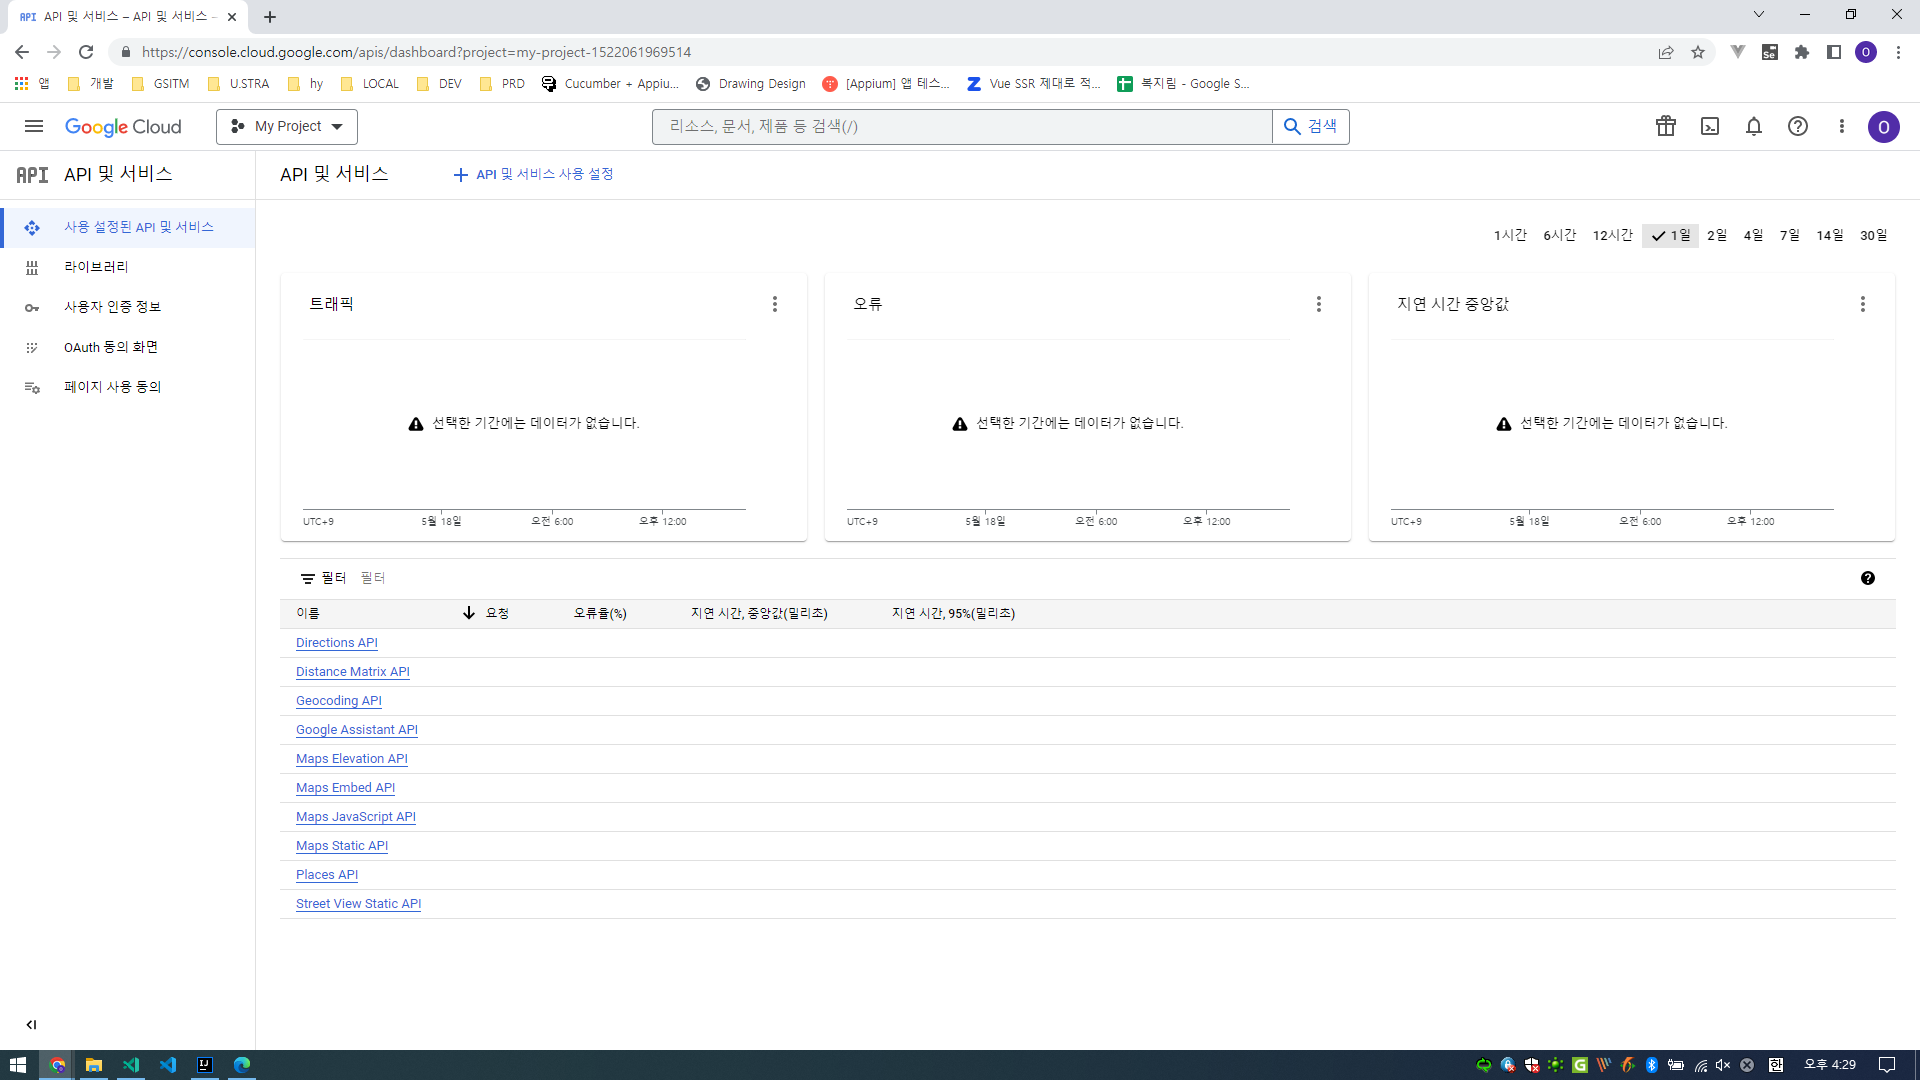 API 및 서비스 – API 및 서비스 –
https://console.cloud.google.com/apis/dashboard?project=my-project-1522061969514
O
앱 개발 GSITM U.STRA hy LOCAL DEV PRD Cucumber + Appiu... Drawing Design [Appium] 앱 테스... Vue SSR 제대로 적... 복지림 - Google S...
Google Cloud My Project 리소스, 문서, 제품 등 검색(/) 검색 O
API API 및 서비스
사용 설정된 API 및 서비스
라이브러리
사용자 인증 정보
OAuth 동의 화면
페이지 사용 동의
API 및 서비스 API 및 서비스 사용 설정
1시간 6시간 12시간 1일 2일 4일 7일 14일 30일
트래픽
선택한 기간에는 데이터가 없습니다.
UTC+9 5월 18일 오전 6:00 오후 12:00
오류
선택한 기간에는 데이터가 없습니다.
UTC+9 5월 18일 오전 6:00 오후 12:00
지연 시간 중앙값
선택한 기간에는 데이터가 없습니다.
UTC+9 5월 18일 오전 6:00 오후 12:00
필터 필터
이름 요청 오류율(%) 지연 시간, 중앙값(밀리초) 지연 시간, 95%(밀리초)
Directions API
Distance Matrix API
Geocoding API
Google Assistant API
Maps Elevation API
Maps Embed API
Maps JavaScript API
Maps Static API
Places API
Street View Static API
한 오후 4:29